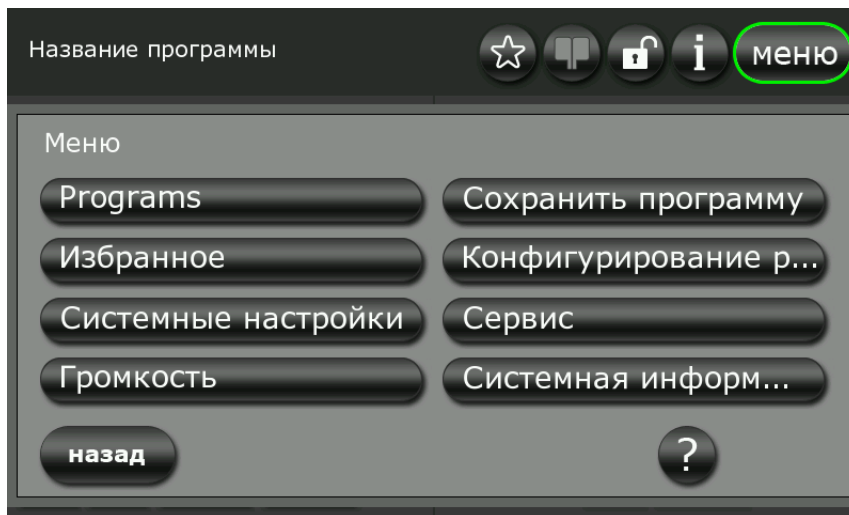 Название программы
i
меню
Меню
Programs
Сохранить программу
Избранное
Конфигурирование р...
Системные настройки
Сервис
Громкость
Системная информ...
назад
?